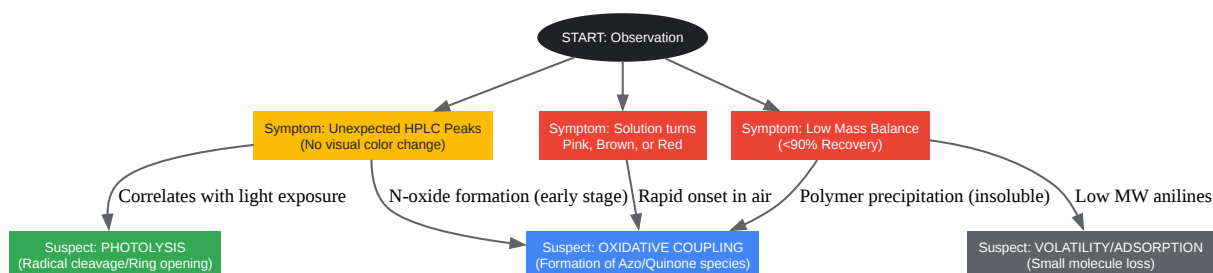 START: Observation
Symptom: Unexpected HPLC Peaks
(No visual color change)
Symptom: Solution turns
Pink, Brown, or Red
Symptom: Low Mass Balance
(<90% Recovery)
Correlates with light exposure
N-oxide formation (early stage)
Rapid onset in air
Polymer precipitation (insoluble)
Low MW anilines
Suspect: PHOTOLYSIS
(Radical cleavage/Ring opening)
Suspect: OXIDATIVE COUPLING
(Formation of Azo/Quinone species)
Suspect: VOLATILITY/ADSORPTION
(Small molecule loss)